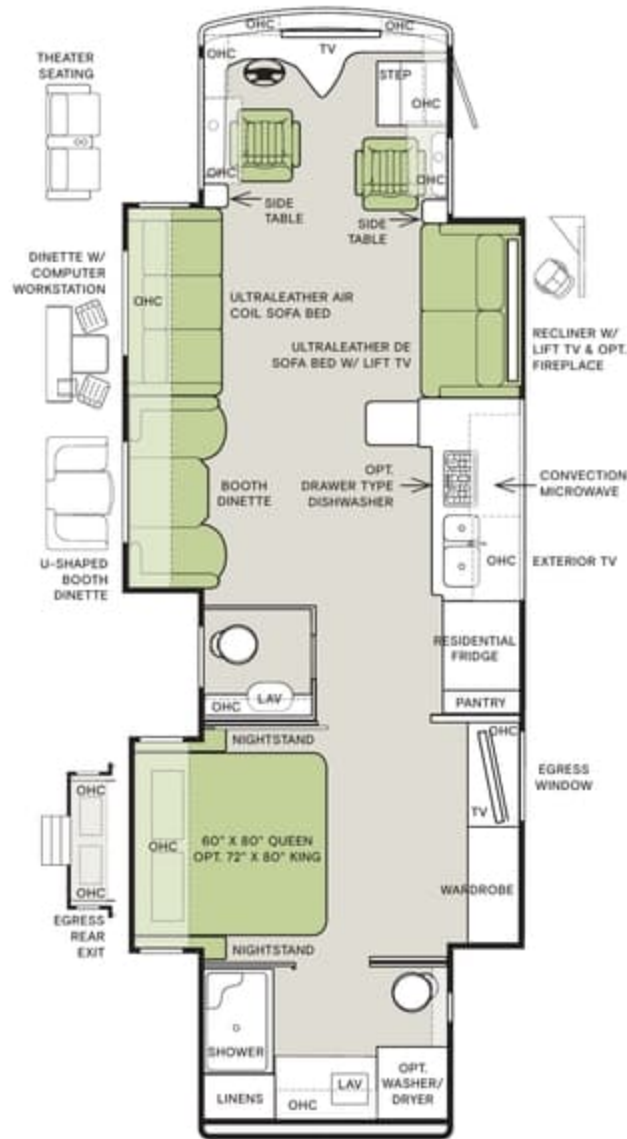 OHC
OHC
OHC
TV
THEATER
SEATING
STEP
OHC
OHC
OHC
SIDE
TABLE
SIDE
TABLE
DINETTE W/
COMPUTER
WORKSTATION
OHC
ULTRALEATHER AIR
COIL SOFA BED
ULTRALEATHER DE
SOFA BED W/ LIFT TV
RECLINER W/
LIFT TV & OPT.
FIREPLACE
BOOTH
DINETTE
OPT.
DRAWER TYPE
DISHWASHER
CONVECTION
MICROWAVE
U-SHAPED
BOOTH
DINETTE
OHC
EXTERIOR TV
RESIDENTIAL
FRIDGE
LAV
OHC
PANTRY
NIGHTSTAND
OHC
EGRESS
WINDOW
TV
OHC
OHC
60" X 80" QUEEN
OPT. 72" X 80" KING
OHC
WARDROBE
EGRESS
REAR
EXIT
NIGHTSTAND
SHOWER
LINENS
LAV
OHC
OPT.
WASHER/
DRYER